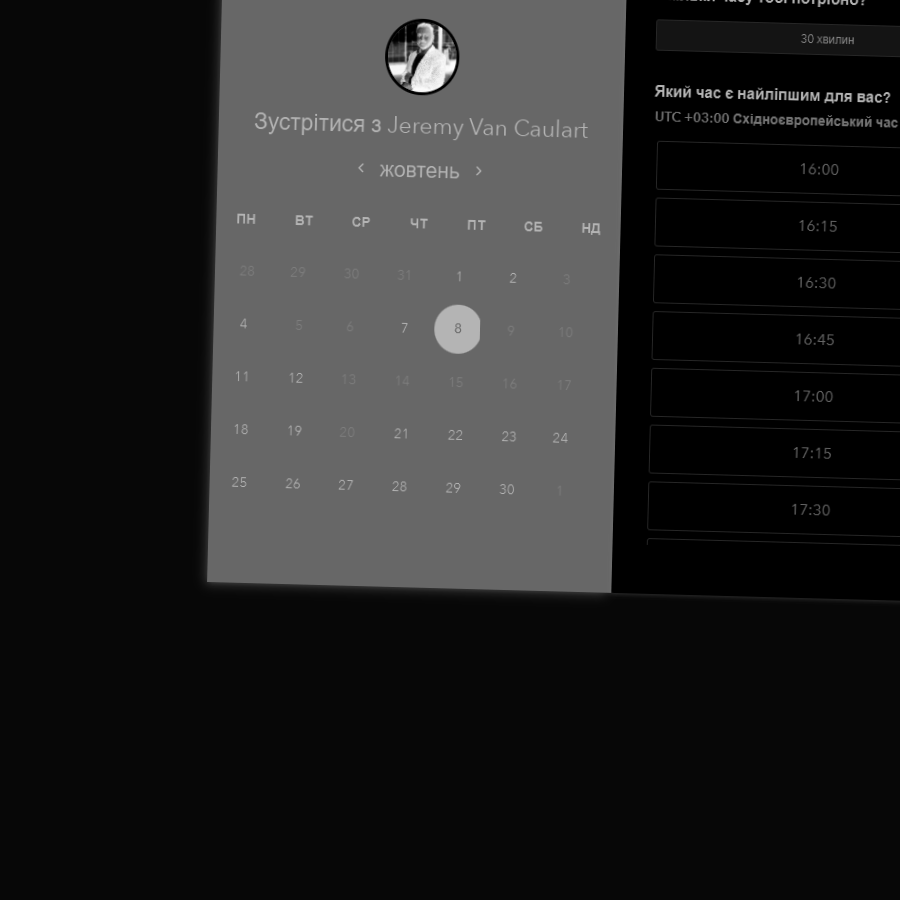 Зустрітися з Jeremy Van Caulart
‹ жовтень ›
ПН ВТ СР ЧТ ПТ СБ НД
28 29 30 31 1 2 3
4 5 6 7 8 9 10
11 12 13 14 15 16 17
18 19 20 21 22 23 24
25 26 27 28 29 30 1
часу тобі потрібно?
30 хвилин
Який час є найліпшим для вас?
UTC +03:00 Східноєвропейський час
16:00
16:15
16:30
16:45
17:00
17:15
17:30